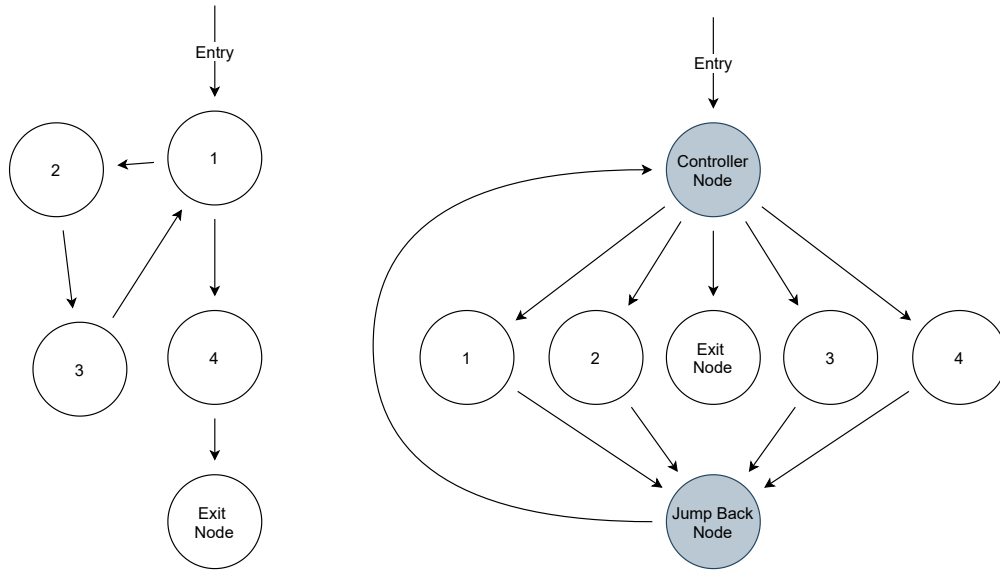 Entry
2
1
3
4
Exit
Node
Entry
Controller
Node
1
2
Exit
Node
3
4
Jump Back
Node